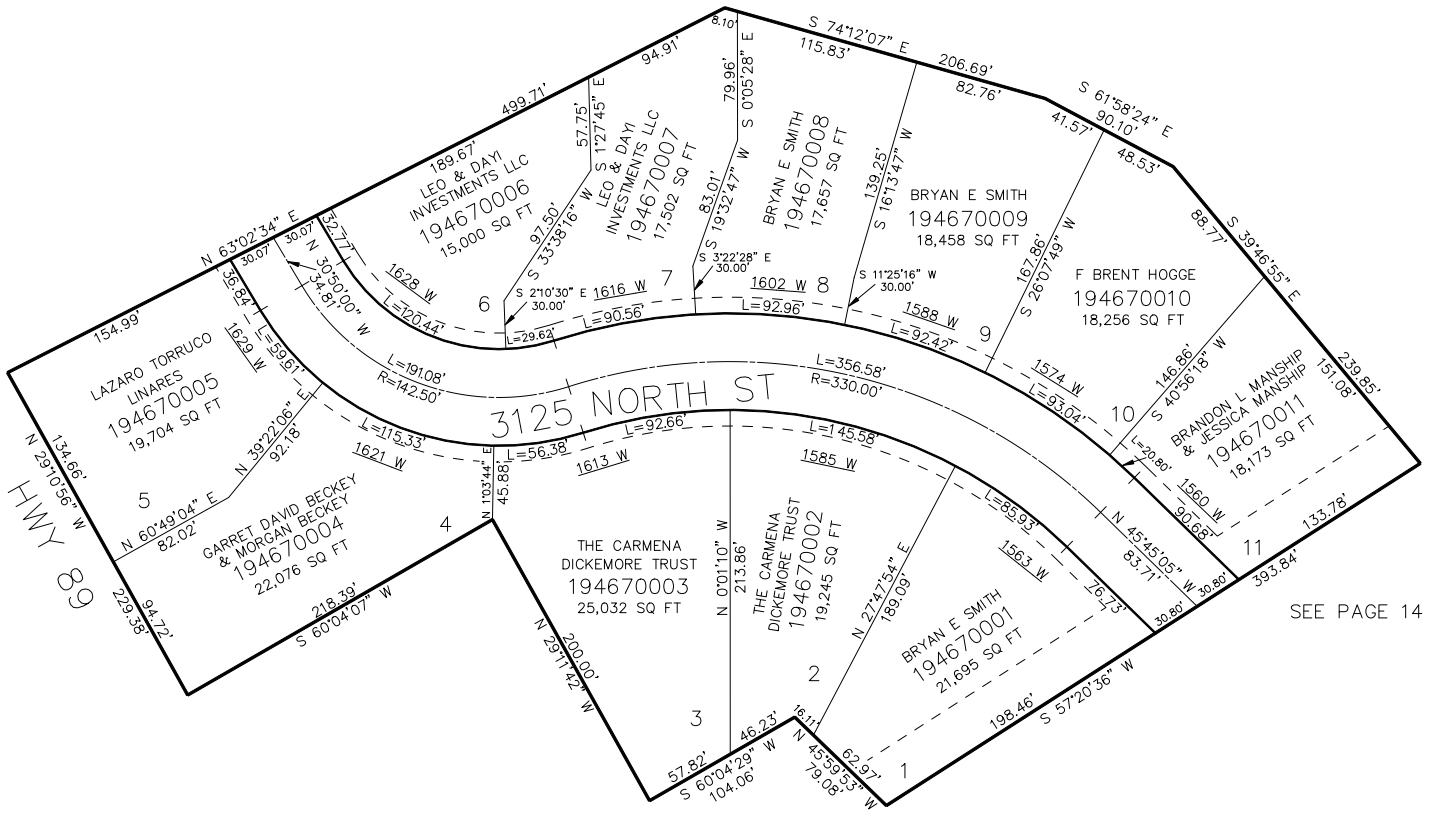 S 74°12'07" E
206.69'
115.83'
82.76'
8.10'
94.91'
499.71'
189.67'
S 61°58'24" E
90.10'
41.57'
48.53'
57.75'
S 1°27'45" E
79.96'
S 0°05'28" E
LEO & DAYI
INVESTMENTS LLC
194670006
15,000 SQ FT
LEO & DAYI
INVESTMENTS LLC
194670007
17,502 SQ FT
BRYAN E SMITH
194670008
17,657 SQ FT
BRYAN E SMITH
194670009
18,458 SQ FT
F BRENT HOGGE
194670010
18,256 SQ FT
BRANDON L MANSHIP
& JESSICA MANSHIP
194670011
18,173 SQ FT
97.50'
S 33°38'16" W
83.01'
S 19°32'47" W
139.25'
S 16°13'47" W
167.86'
S 26°07'49" W
146.86'
S 40°56'18" W
88.77'
S 39°46'55" E
239.85'
151.08'
N 63°02'34" E
30.07'
30.07'
32.77'
N 30°50'00" W
34.81'
36.84'
154.99'
S 2°10'30" E
30.00'
S 3°22'28" E
30.00'
S 11°25'16" W
30.00'
1628 W
6
1616 W
7
1602 W
8
1588 W
9
1574 W
10
1560 W
11
L=120.44'
L=29.62'
L=90.56'
L=92.96'
L=92.42'
L=93.04'
L=20.80'
90.68'
L=191.08'
R=142.50'
L=356.58'
R=330.00'
3125 NORTH ST
N 45°45'05" W
83.71'
30.80'
30.80'
133.78'
393.84'
SEE PAGE 14
LAZARO TORRUCO
LINARES
194670005
19,704 SQ FT
1629 W
L=59.61'
L=115.33'
L=56.38'
L=92.66'
L=145.58'
L=85.93'
76.73'
N 39°22'06" E
92.18'
1621 W
1613 W
1585 W
1563 W
134.66'
N 29°10'56" W
HWY 89
5
N 60°49'04" E
82.02'
94.72'
229.38'
GARRET DAVID BECKEY
& MORGAN BECKEY
194670004
22,076 SQ FT
4
N 1°03'44" E
45.88'
218.39'
S 60°04'07" W
THE CARMENA
DICKEMORE TRUST
194670003
25,032 SQ FT
N 0°01'10" W
213.86'
THE CARMENA
DICKEMORE TRUST
194670002
19,245 SQ FT
N 27°47'54" E
189.09'
BRYAN E SMITH
194670001
21,695 SQ FT
200.00'
N 29°11'42" W
3
2
1
57.82'
46.23'
S 60°04'29" W
104.06'
16.11'
62.97'
N 45°59'53" W
79.08'
198.46'
S 57°20'36" W